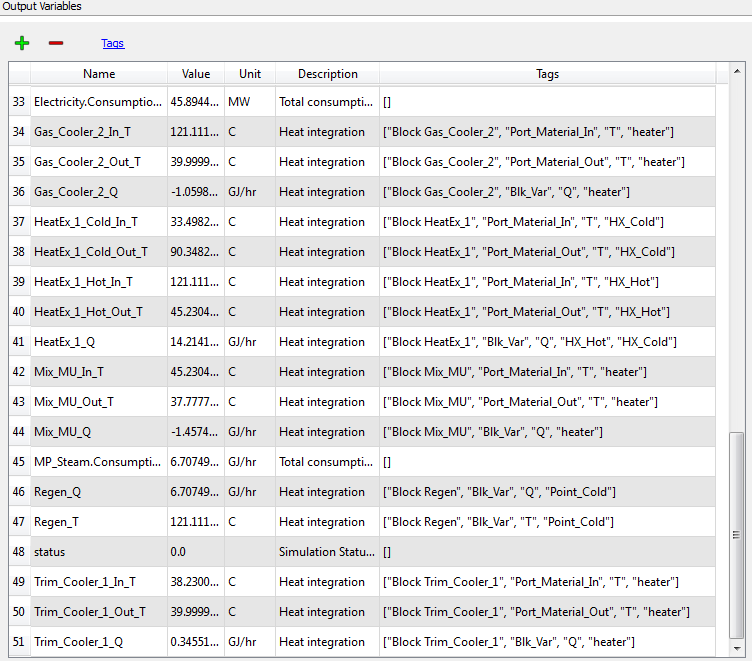 Output Variables
Tags
Name Value Unit Description Tags
33 Electricity.Consumptio... 45.8944... MW Total consumpti... []
34 Gas_Cooler_2_In_T 121.111... C Heat integration ["Block Gas_Cooler_2", "Port_Material_In", "T", "heater"]
35 Gas_Cooler_2_Out_T 39.9999... C Heat integration ["Block Gas_Cooler_2", "Port_Material_Out", "T", "heater"]
36 Gas_Cooler_2_Q -1.0598... GJ/hr Heat integration ["Block Gas_Cooler_2", "Blk_Var", "Q", "heater"]
37 HeatEx_1_Cold_In_T 33.4982... C Heat integration ["Block HeatEx_1", "Port_Material_In", "T", "HX_Cold"]
38 HeatEx_1_Cold_Out_T 90.3482... C Heat integration ["Block HeatEx_1", "Port_Material_Out", "T", "HX_Cold"]
39 HeatEx_1_Hot_In_T 121.111... C Heat integration ["Block HeatEx_1", "Port_Material_In", "T", "HX_Hot"]
40 HeatEx_1_Hot_Out_T 45.2304... C Heat integration ["Block HeatEx_1", "Port_Material_Out", "T", "HX_Hot"]
41 HeatEx_1_Q 14.2141... GJ/hr Heat integration ["Block HeatEx_1", "Blk_Var", "Q", "HX_Hot", "HX_Cold"]
42 Mix_MU_In_T 45.2304... C Heat integration ["Block Mix_MU", "Port_Material_In", "T", "heater"]
43 Mix_MU_Out_T 37.7777... C Heat integration ["Block Mix_MU", "Port_Material_Out", "T", "heater"]
44 Mix_MU_Q -1.4574... GJ/hr Heat integration ["Block Mix_MU", "Blk_Var", "Q", "heater"]
45 MP_Steam.Consumpti... 6.70749... GJ/hr Total consumpti... []
46 Regen_Q 6.70749... GJ/hr Heat integration ["Block Regen", "Blk_Var", "Q", "Point_Cold"]
47 Regen_T 121.111... C Heat integration ["Block Regen", "Blk_Var", "T", "Point_Cold"]
48 status 0.0 Simulation Statu... []
49 Trim_Cooler_1_In_T 38.2300... C Heat integration ["Block Trim_Cooler_1", "Port_Material_In", "T", "heater"]
50 Trim_Cooler_1_Out_T 39.9999... C Heat integration ["Block Trim_Cooler_1", "Port_Material_Out", "T", "heater"]
51 Trim_Cooler_1_Q 0.34551... GJ/hr Heat integration ["Block Trim_Cooler_1", "Blk_Var", "Q", "heater"]